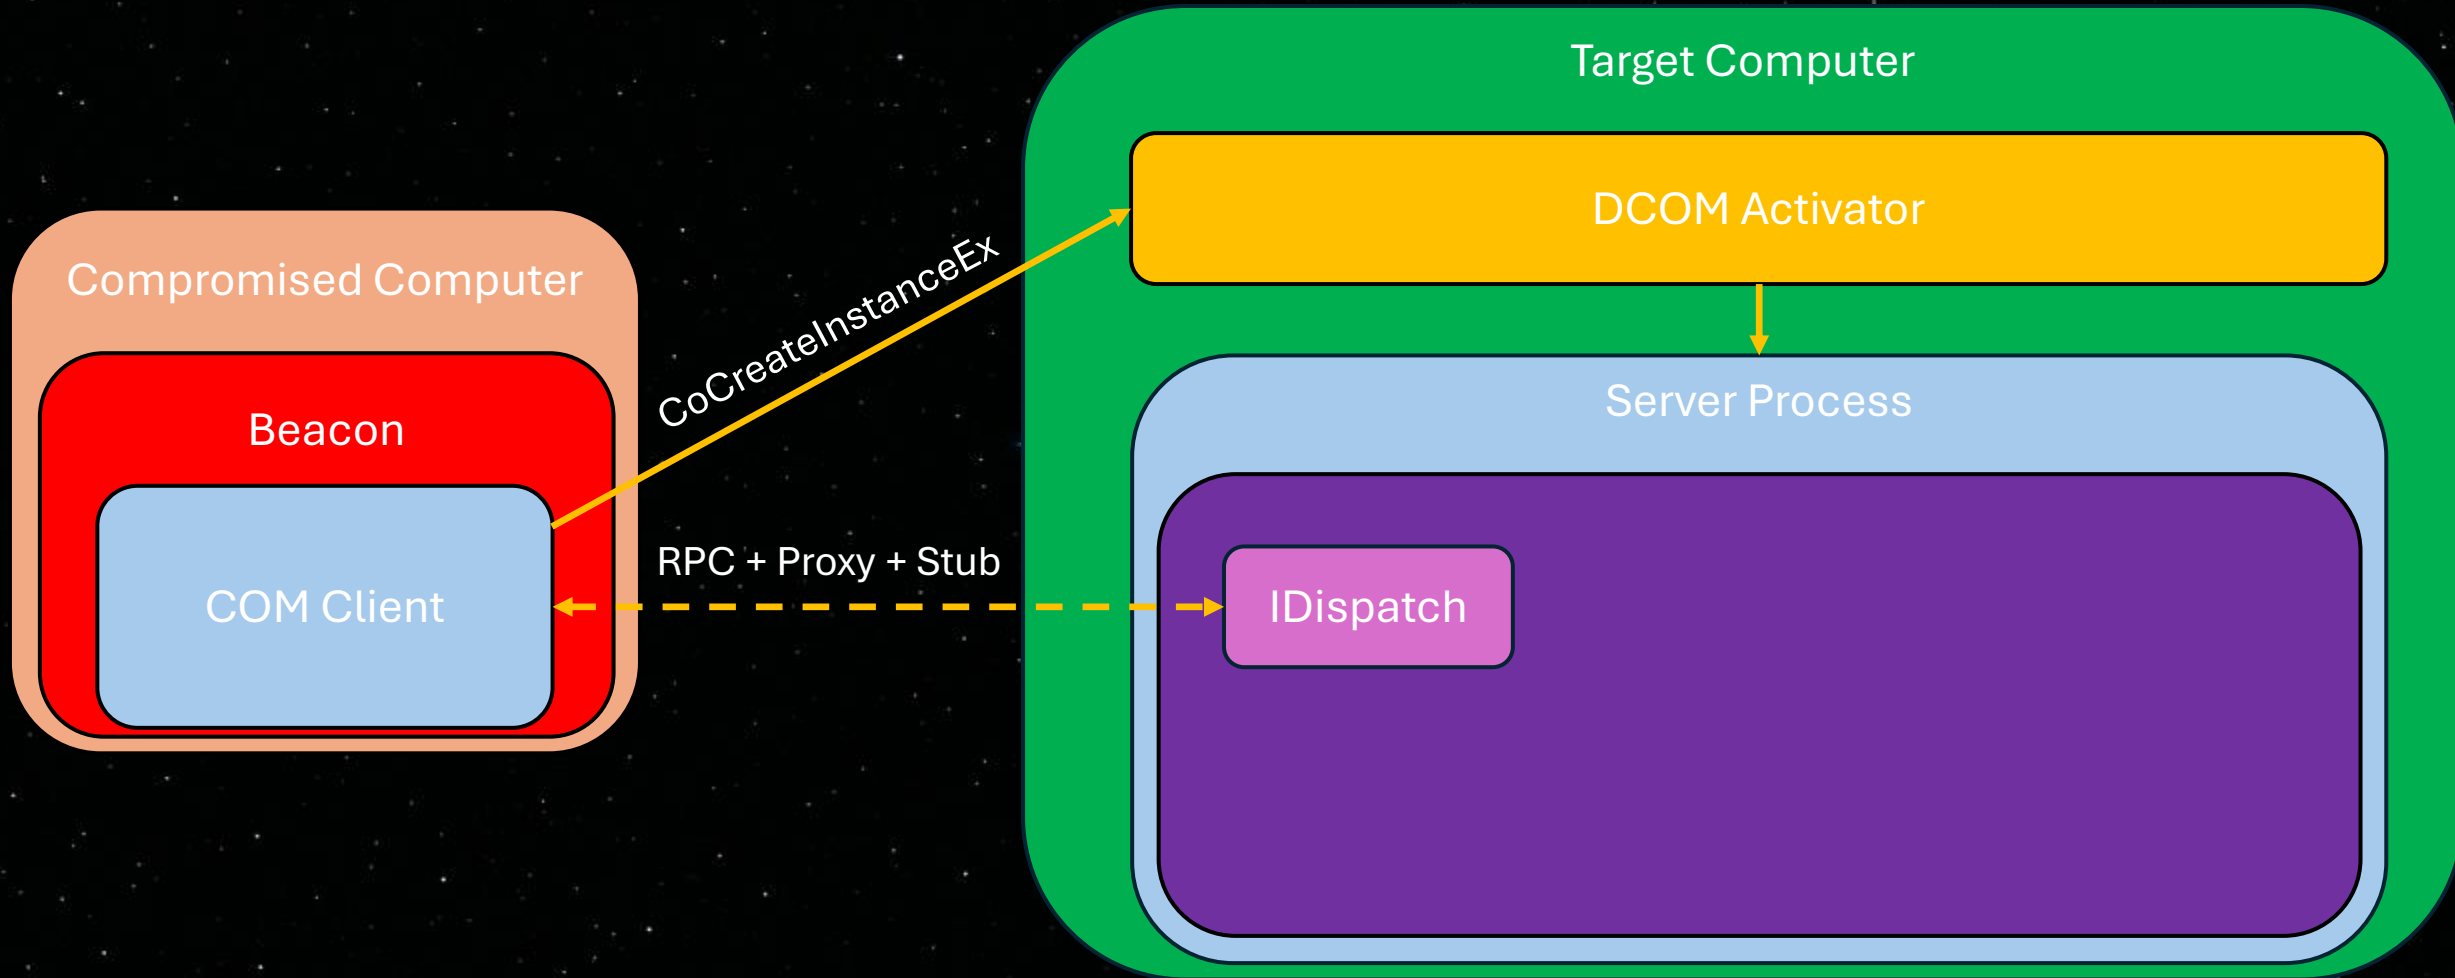 Target Computer
DCOM Activator
Compromised Computer
CoCreateInstanceEx
Server Process
Beacon
RPC + Proxy + Stub
COM Client
IDispatch